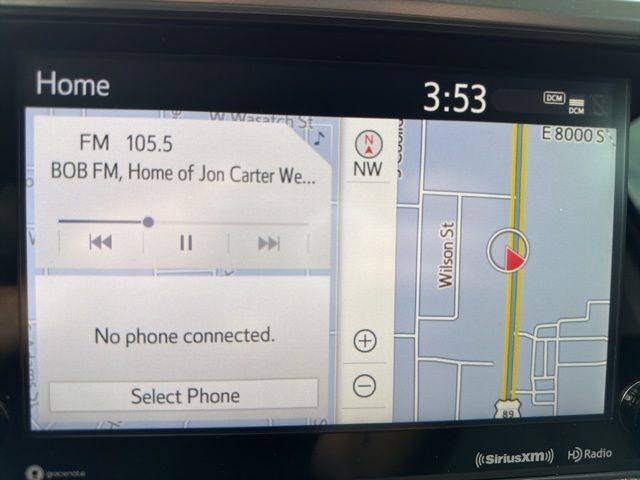 Home
3:53
DCM
DCM
W Wasatch St
FM 105.5
BOB FM, Home of Jon Carter We...
N
NW
E 8000 S
Wilson St
No phone connected.
Select Phone
89
((SiriusXM))
HD Radio
gracenote